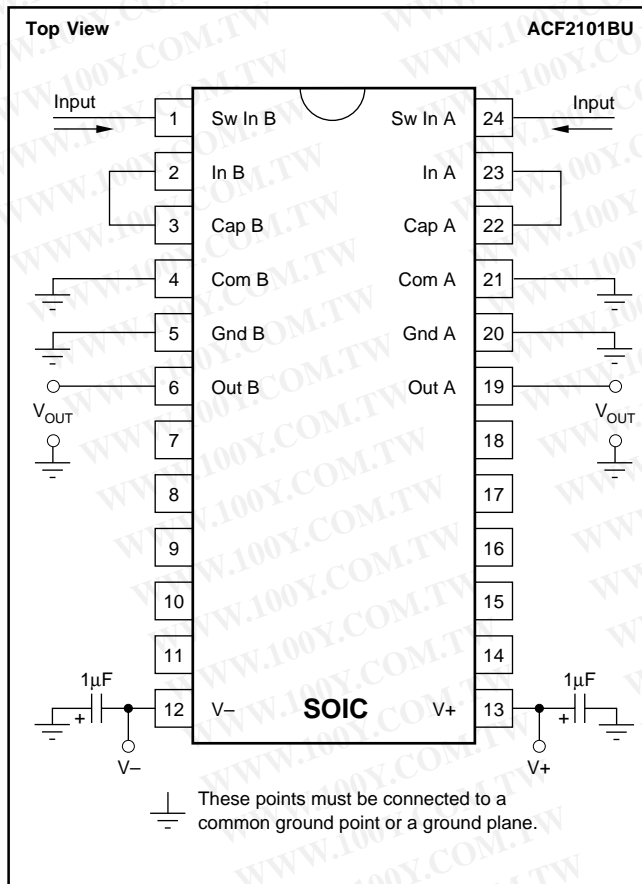 Top View ACF2101BU
Input Input
1 Sw In B Sw In A 24
2 In B In A 23
3 Cap B Cap A 22
4 Com B Com A 21
5 Gnd B Gnd A 20
6 Out B Out A 19
VOUT VOUT
7 18
8 17
9 16
10 15
11 14
1μF 1μF
+ 12 V– SOIC V+ 13 +
V– V+
These points must be connected to a
common ground point or a ground plane.
WWW.100Y.COM.TW